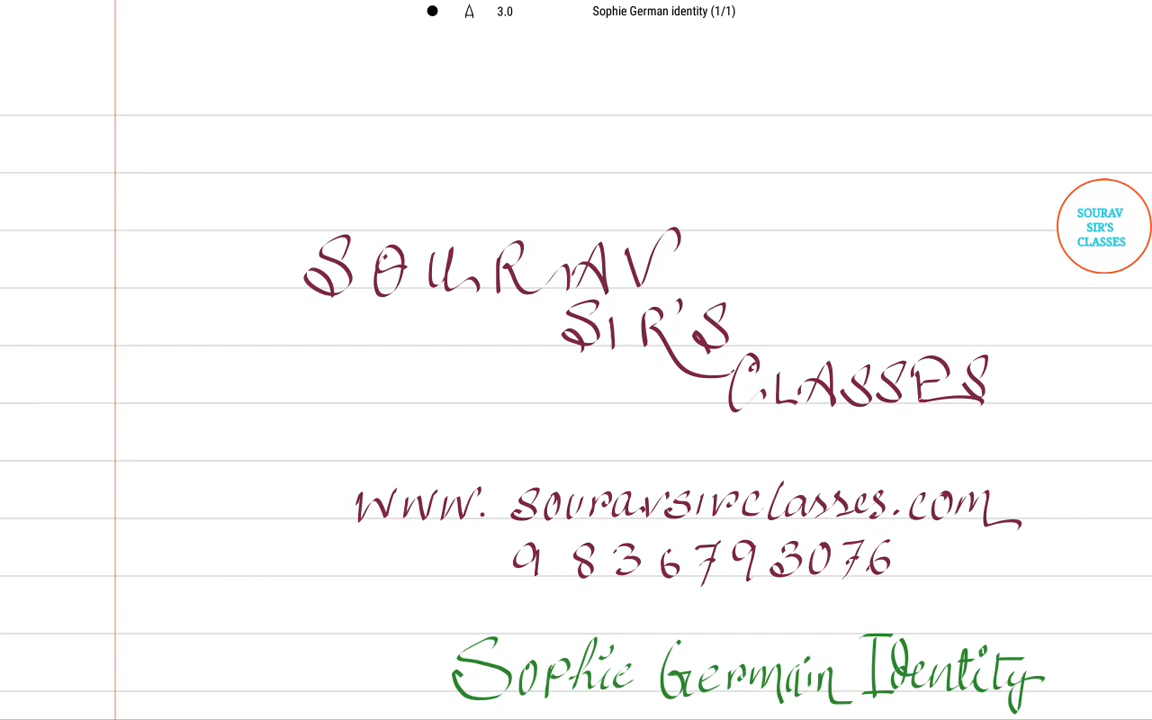 3.0 Sophie German identity (1/1)
SOURAV
SIR'S
CLASSES
SOURAV
SIR'S
CLASSES
www.souravsirclasses.com
9836793076
Sophie Germain Identity